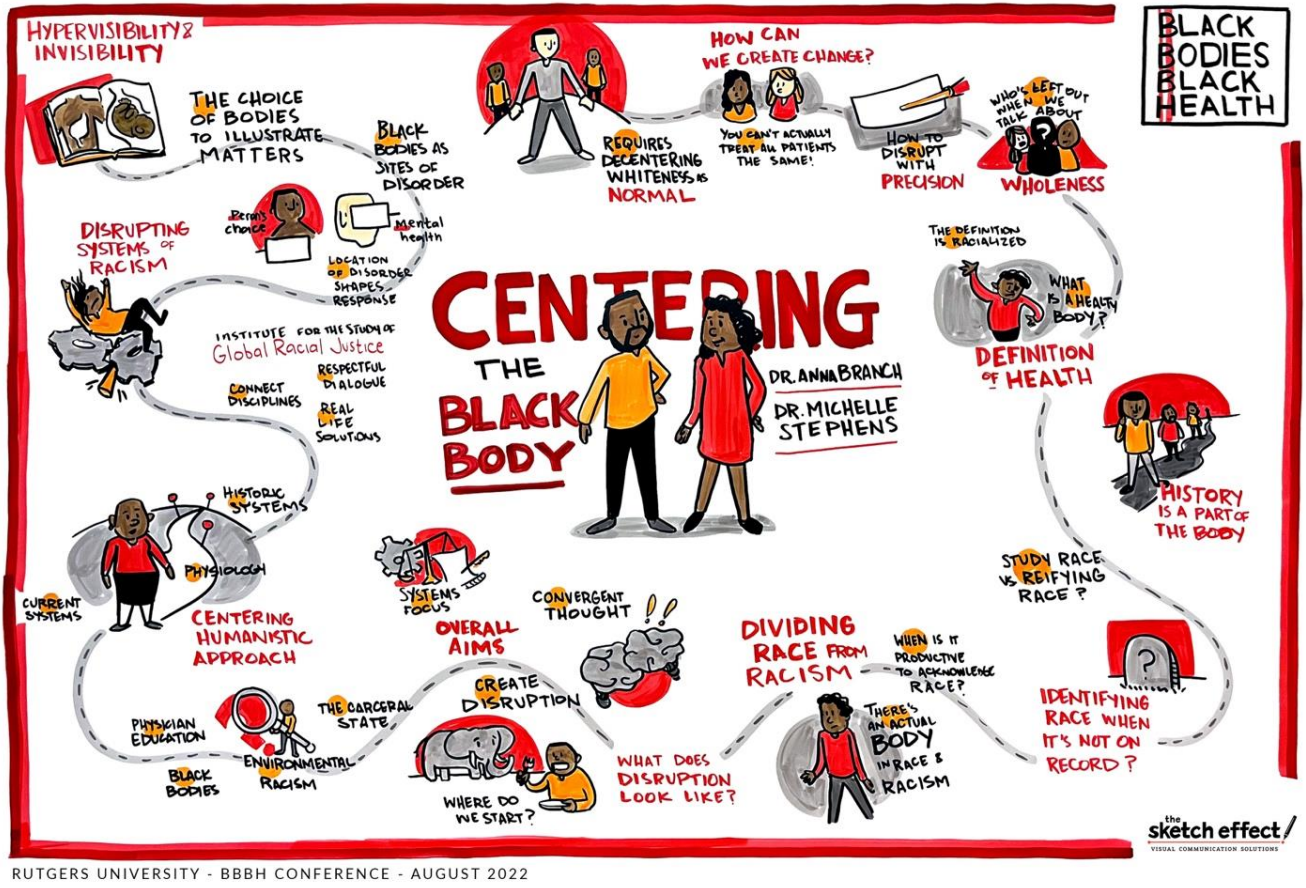 HYPERVISIBILITY &
INVISIBILITY
THE CHOICE
OF BODIES
TO ILLUSTRATE
MATTERS
BLACK
BODIES AS
SITES OF
DISORDER
Person's
choice
Mental
health
LOCATION
OF DISORDER
SHAPES
RESPONSE
DISRUPTING
SYSTEMS OF
RACISM
INSTITUTE FOR THE STUDY OF
Global Racial Justice
RESPECTFUL
DIALOGUE
CONNECT
DISCIPLINES
REAL
LIFE
SOLUTIONS
HISTORIC
SYSTEMS
PHYSIOLOGY
CURRENT
SYSTEMS
CENTERING
HUMANISTIC
APPROACH
PHYSICIAN
EDUCATION
BLACK
BODIES
ENVIRONMENTAL
RACISM
THE CARCERAL
STATE
SYSTEMS
FOCUS
OVERALL
AIMS
CONVERGENT
THOUGHT
!!
CREATE
DISRUPTION
WHERE DO
WE START?
WHAT DOES
DISRUPTION
LOOK LIKE?
DIVIDING
RACE FROM
RACISM
WHEN IS IT
PRODUCTIVE
TO ACKNOWLEDGE
RACE?
THERE'S
AN ACTUAL
BODY
IN RACE &
RACISM
IDENTIFYING
RACE WHEN
IT'S NOT ON
RECORD?
?
STUDY RACE
VS REIFYING
RACE?
HISTORY
IS A PART OF
THE BODY
DEFINITION
OF HEALTH
WHAT
IS A HEALTHY
BODY?
THE DEFINITION
IS RACIALIZED
WHO'S LEFT OUT
WHEN WE
TALK ABOUT
?
WHOLENESS
HOW TO
DISRUPT
WITH
PRECISION
HOW CAN
WE CREATE CHANGE?
YOU CAN'T ACTUALLY
TREAT ALL PATIENTS
THE SAME!
REQUIRES
DECENTERING
WHITENESS AS
NORMAL
CENTERING
THE
BLACK
BODY
DR. ANNA BRANCH
DR. MICHELLE
STEPHENS
BLACK
BODIES
BLACK
HEALTH
the
sketch effect
VISUAL COMMUNICATION SOLUTIONS
RUTGERS UNIVERSITY - BBBH CONFERENCE - AUGUST 2022